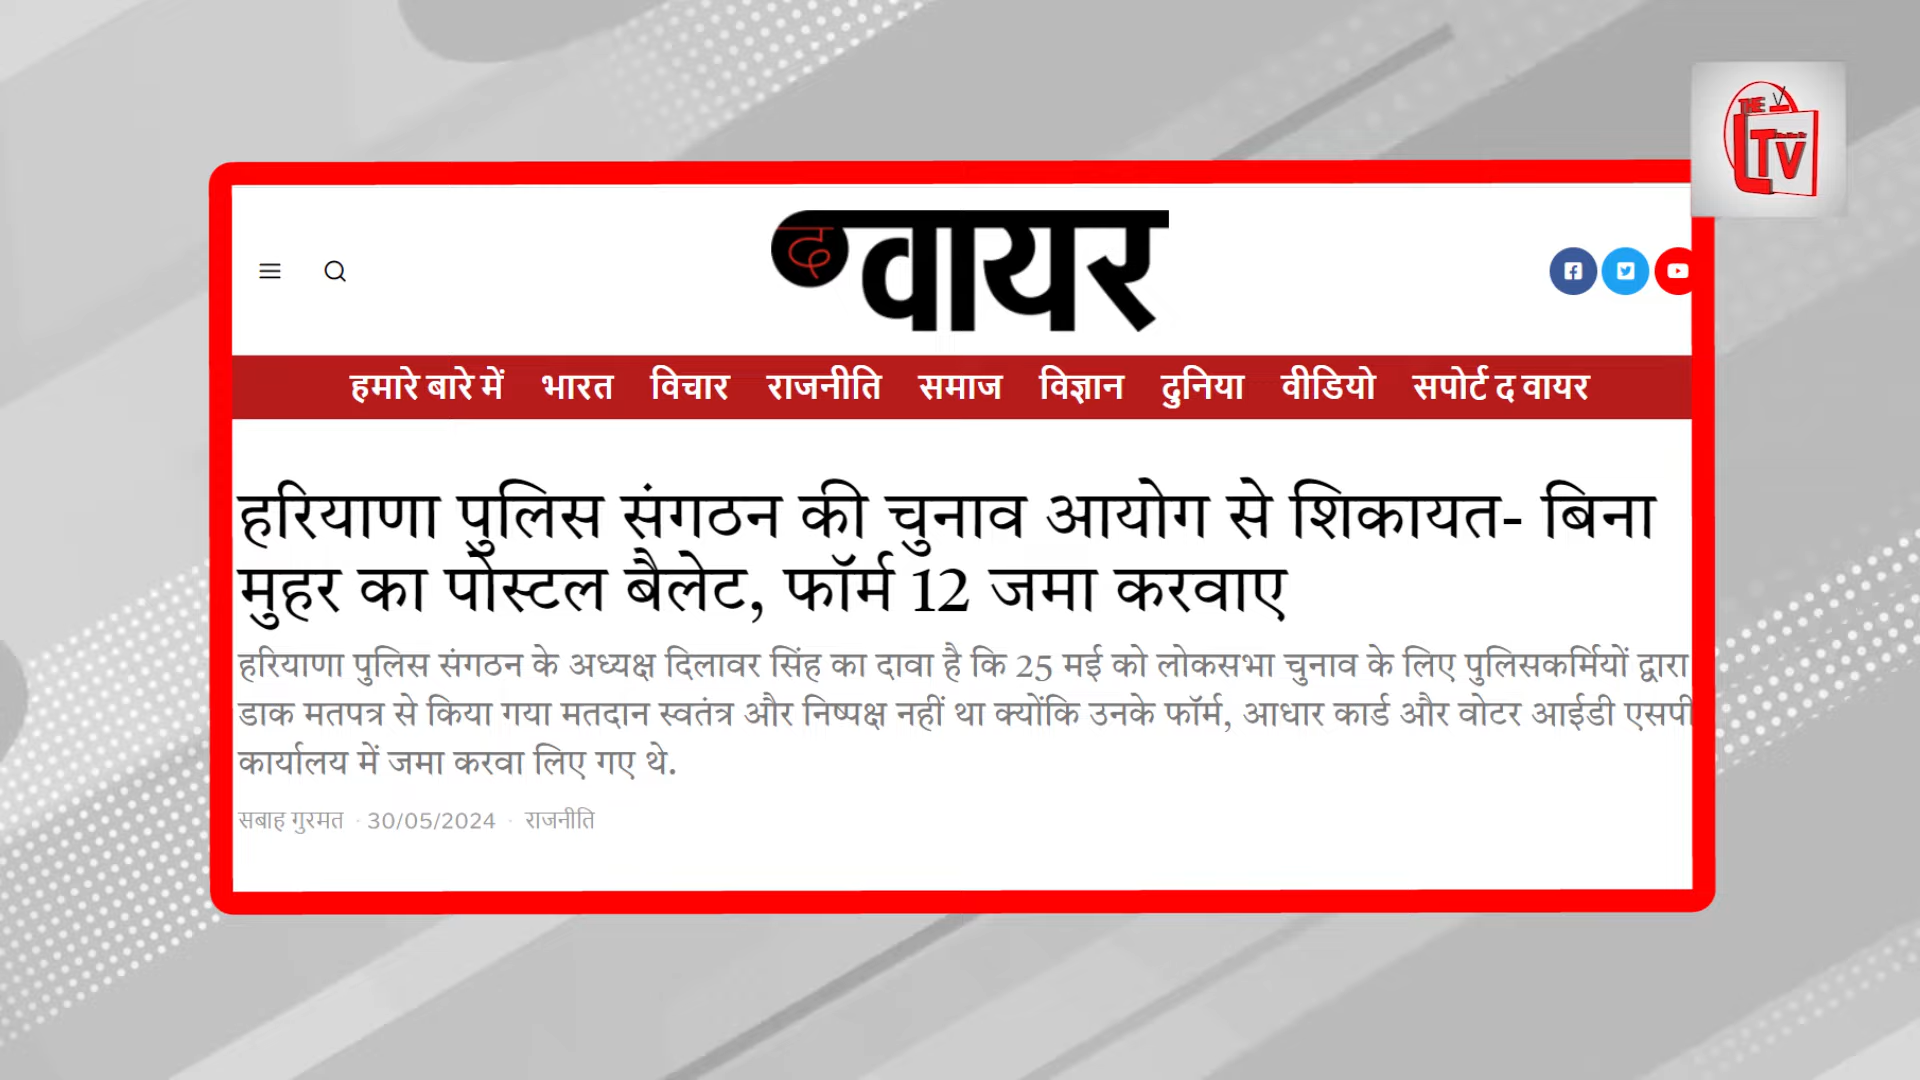 THE
TV
द वायर
हमारे बारे में भारत विचार राजनीति समाज विज्ञान दुनिया वीडियो सपोर्ट द वायर
हरियाणा पुलिस संगठन की चुनाव आयोग से शिकायत- बिना
मुहर का पोस्टल बैलेट, फॉर्म 12 जमा करवाए
हरियाणा पुलिस संगठन के अध्यक्ष दिलावर सिंह का दावा है कि 25 मई को लोकसभा चुनाव के लिए पुलिसकर्मियों द्वारा
डाक मतपत्र से किया गया मतदान स्वतंत्र और निष्पक्ष नहीं था क्योंकि उनके फॉर्म, आधार कार्ड और वोटर आईडी एसपी
कार्यालय में जमा करवा लिए गए थे.
सबाह गुरमत · 30/05/2024 · राजनीति